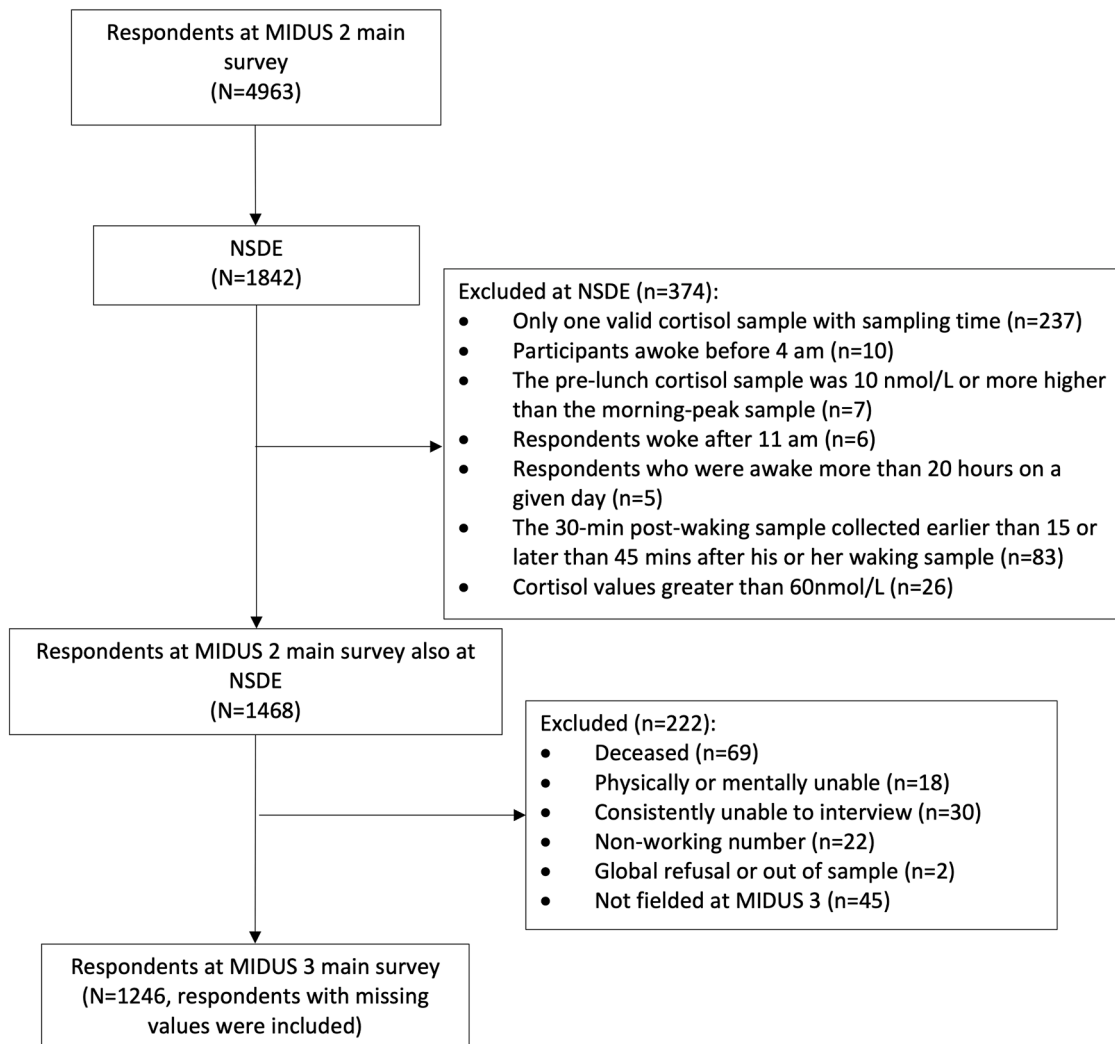 Respondents at MIDUS 2 main
survey
(N=4963)
NSDE
(N=1842)
Excluded at NSDE (n=374):
• Only one valid cortisol sample with sampling time (n=237)
• Participants awoke before 4 am (n=10)
• The pre-lunch cortisol sample was 10 nmol/L or more higher
than the morning-peak sample (n=7)
• Respondents woke after 11 am (n=6)
• Respondents who were awake more than 20 hours on a
given day (n=5)
• The 30-min post-waking sample collected earlier than 15 or
later than 45 mins after his or her waking sample (n=83)
• Cortisol values greater than 60nmol/L (n=26)
Respondents at MIDUS 2 main survey also at
NSDE
(N=1468)
Excluded (n=222):
• Deceased (n=69)
• Physically or mentally unable (n=18)
• Consistently unable to interview (n=30)
• Non-working number (n=22)
• Global refusal or out of sample (n=2)
• Not fielded at MIDUS 3 (n=45)
Respondents at MIDUS 3 main survey
(N=1246, respondents with missing
values were included)